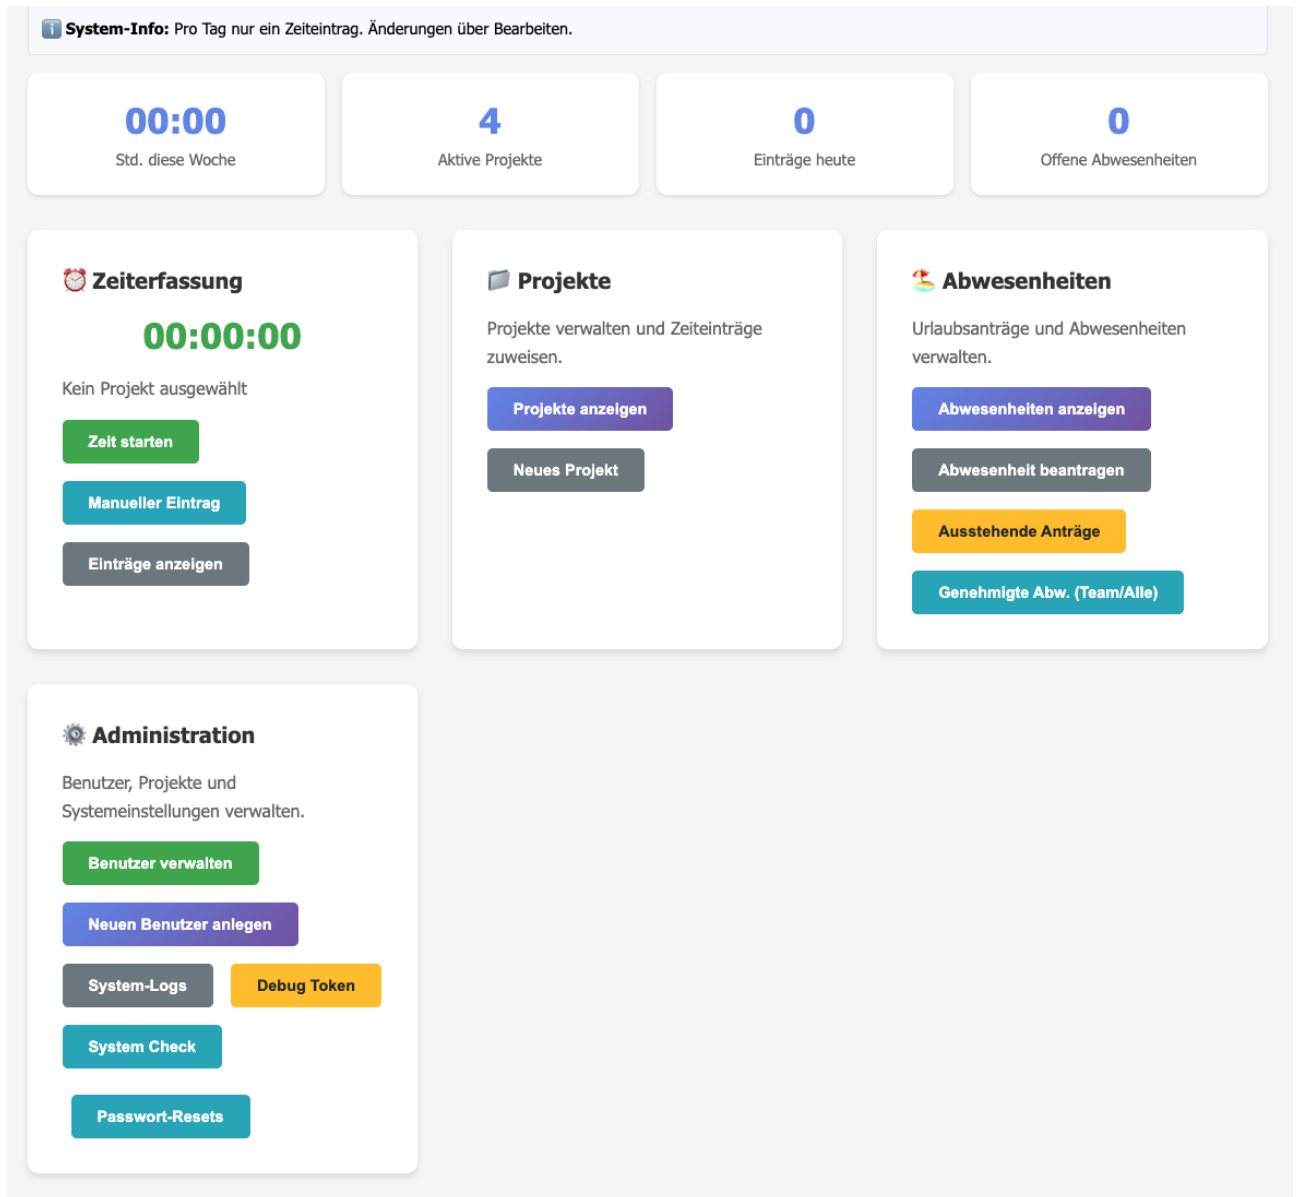 System-Info: Pro Tag nur ein Zeiteintrag. Änderungen über Bearbeiten.
00:00
Std. diese Woche
4
Aktive Projekte
0
Einträge heute
0
Offene Abwesenheiten
Zeiterfassung
00:00:00
Kein Projekt ausgewählt
Zeit starten
Manueller Eintrag
Einträge anzeigen
Projekte
Projekte verwalten und Zeiteinträge
zuweisen.
Projekte anzeigen
Neues Projekt
Abwesenheiten
Urlaubsanträge und Abwesenheiten
verwalten.
Abwesenheiten anzeigen
Abwesenheit beantragen
Ausstehende Anträge
Genehmigte Abw. (Team/Alle)
Administration
Benutzer, Projekte und
Systemeinstellungen verwalten.
Benutzer verwalten
Neuen Benutzer anlegen
System-Logs
Debug Token
System Check
Passwort-Resets